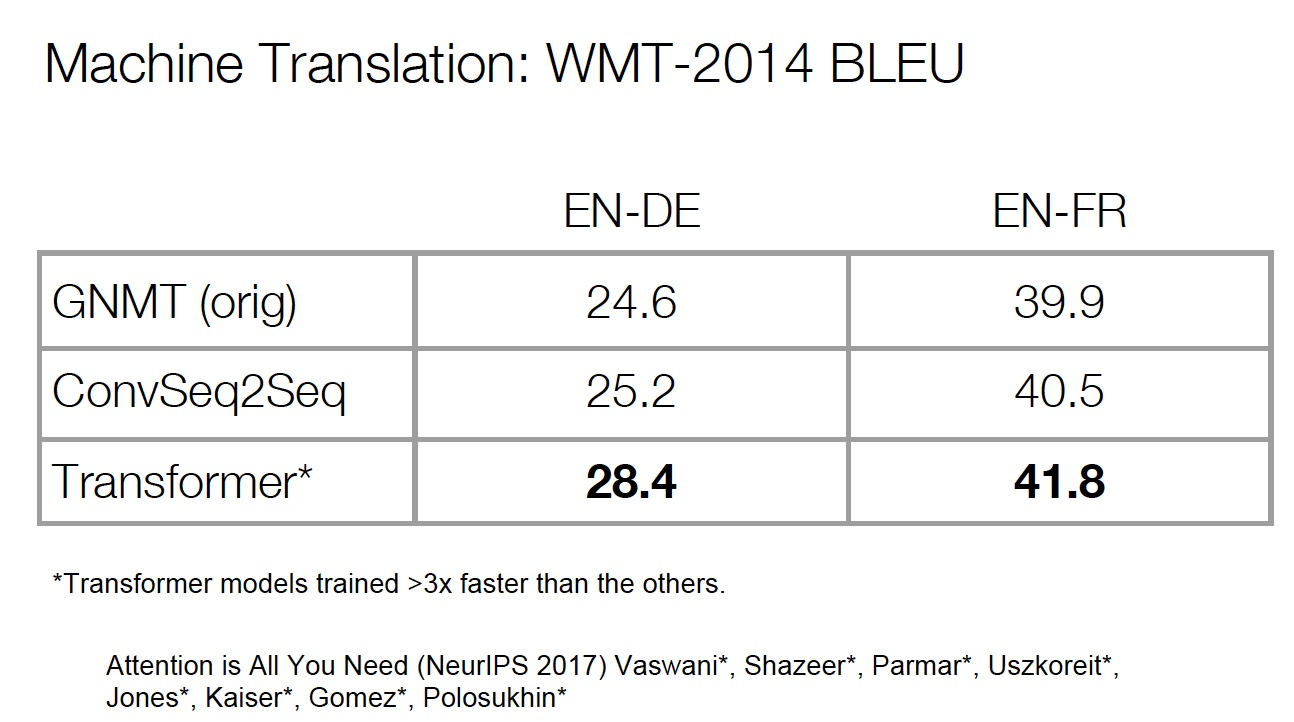 Machine Translation: WMT-2014 BLEU
EN-DE EN-FR
GNMT (orig) 24.6 39.9
ConvSeq2Seq 25.2 40.5
Transformer* 28.4 41.8
*Transformer models trained >3x faster than the others.
Attention is All You Need (NeurIPS 2017) Vaswani*, Shazeer*, Parmar*, Uszkoreit*,
Jones*, Kaiser*, Gomez*, Polosukhin*